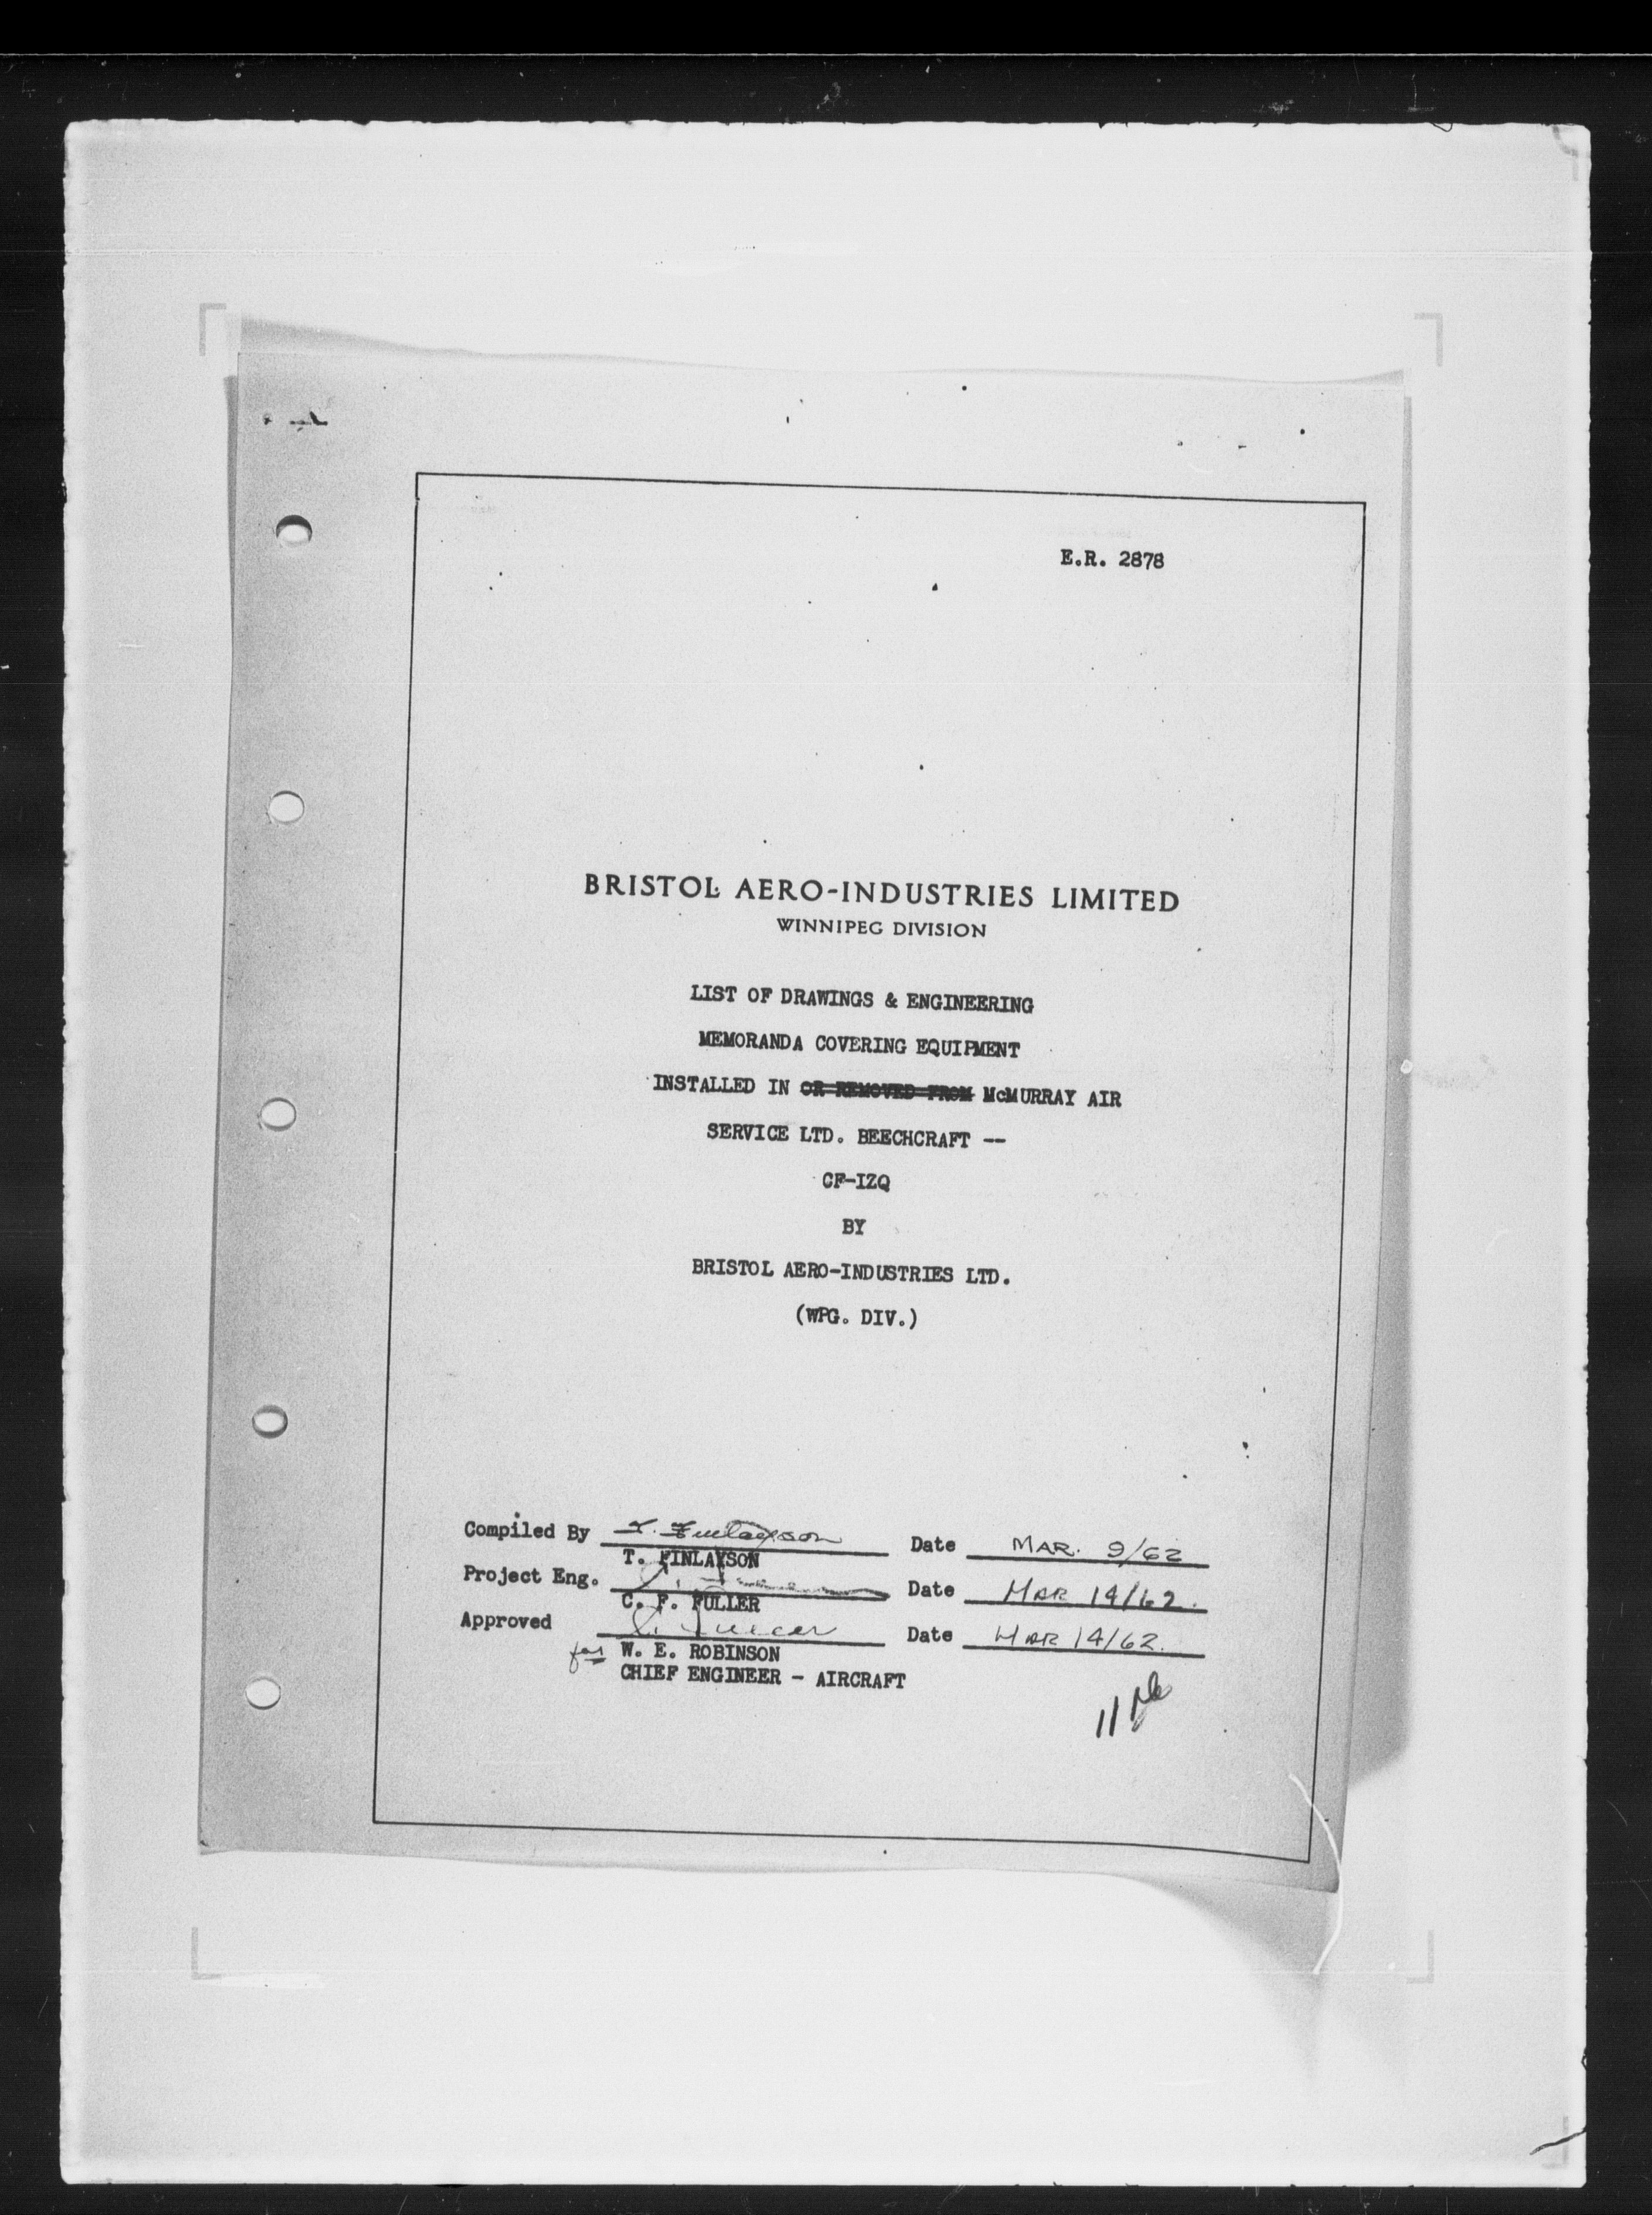 E.R. 2878
BRISTOL AERO-INDUSTRIES LIMITED
WINNIPEG DIVISION
LIST OF DRAWINGS & ENGINEERING
MEMORANDA COVERING EQUIPMENT
INSTALLED IN OR REMOVED FROM McMURRAY AIR
SERVICE LTD. BEECHCRAFT --
CF-IZQ
BY
BRISTOL AERO-INDUSTRIES LTD.
(WPG. DIV.)
Compiled By T. Finlayson Date MAR. 9/62
T. FINLAYSON
Project Eng. Date MAR 14/62.
C. F. FULLER
Approved Date MAR 14/62.
for W. E. ROBINSON
CHIEF ENGINEER - AIRCRAFT